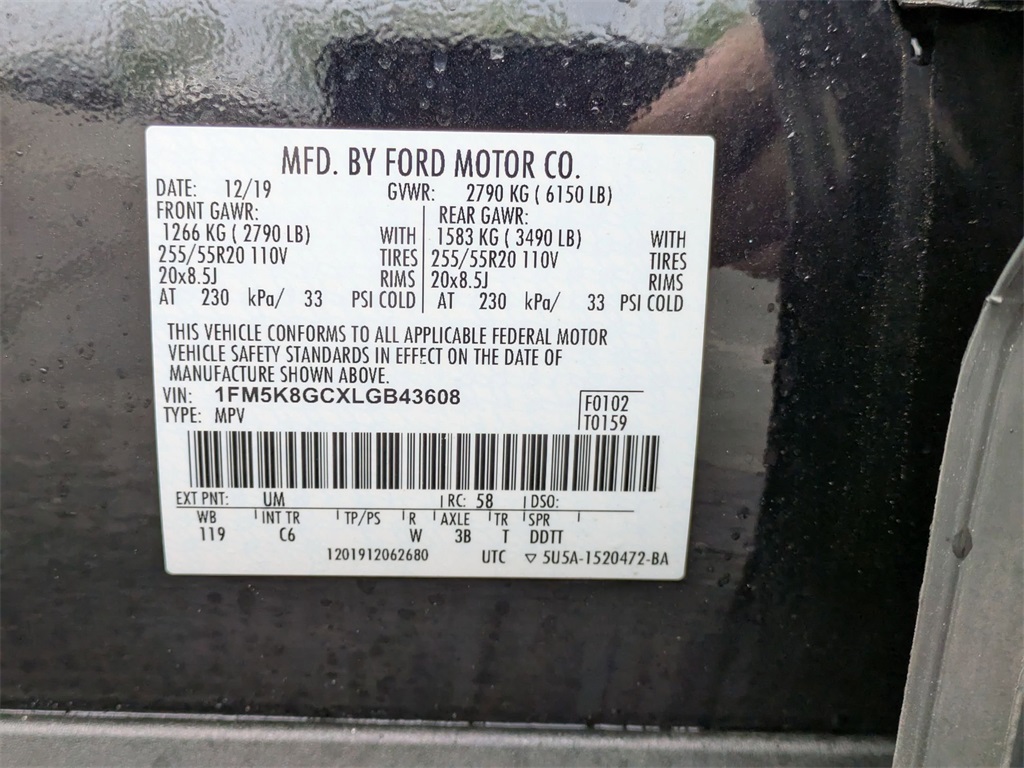 MFD. BY FORD MOTOR CO.
DATE: 12/19 GVWR: 2790 KG ( 6150 LB)
FRONT GAWR: REAR GAWR:
1266 KG ( 2790 LB) WITH 1583 KG ( 3490 LB) WITH
255/55R20 110V TIRES 255/55R20 110V TIRES
20x8.5J RIMS 20x8.5J RIMS
AT 230 kPa/ 33 PSI COLD AT 230 kPa/ 33 PSI COLD
THIS VEHICLE CONFORMS TO ALL APPLICABLE FEDERAL MOTOR
VEHICLE SAFETY STANDARDS IN EFFECT ON THE DATE OF
MANUFACTURE SHOWN ABOVE.
VIN: 1FM5K8GCXLGB43608 F0102
TYPE: MPV T0159
EXT PNT: UM RC: 58 DSO:
WB INT TR TP/PS R AXLE TR SPR
119 C6 W 3B T DDTT
1201912062680 UTC ▽ 5U5A-1520472-BA